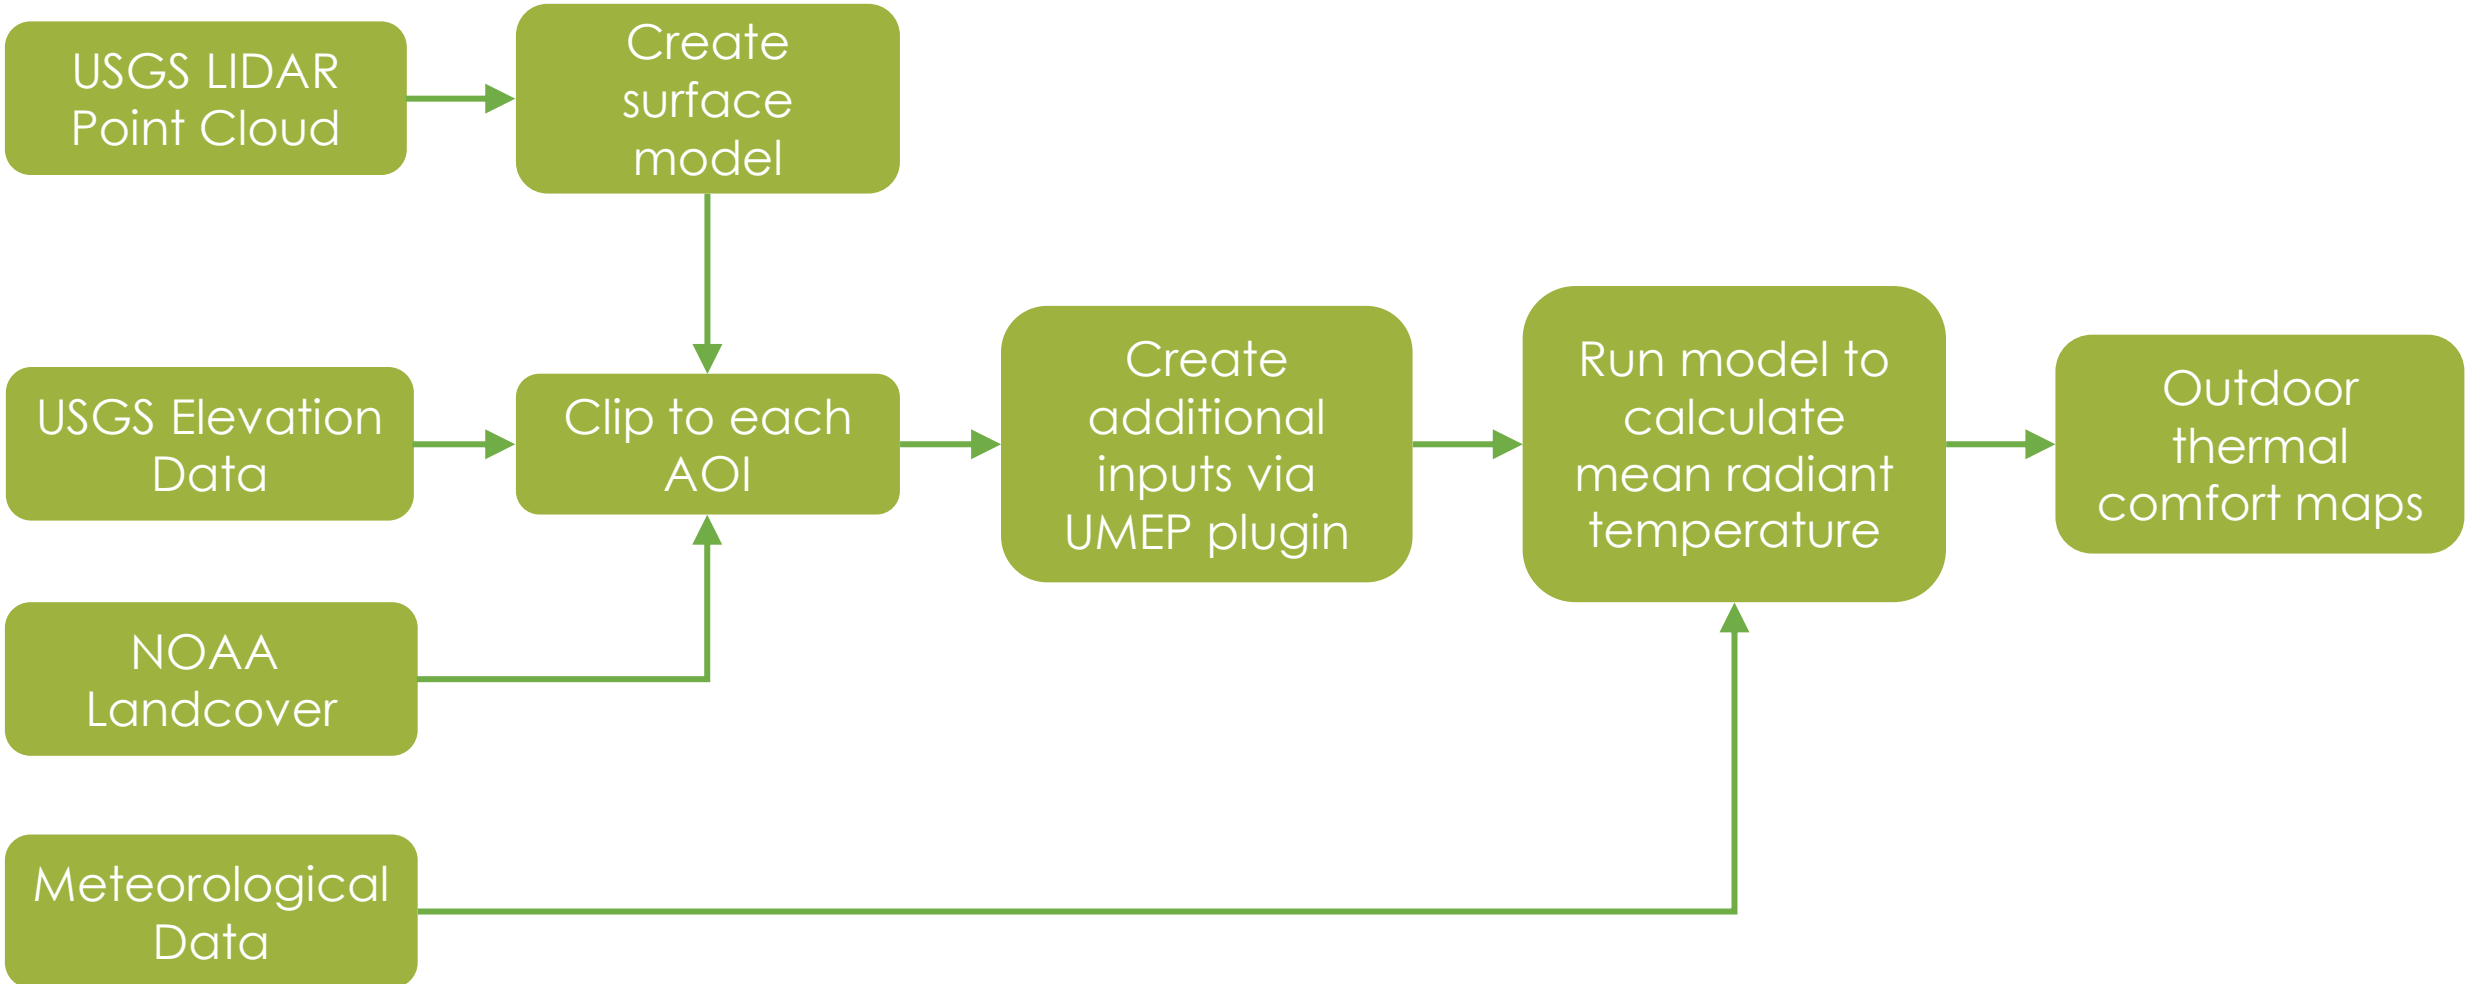 USGS LIDAR
Point Cloud
Create
surface
model
USGS Elevation
Data
Clip to each
AOI
Create
additional
inputs via
UMEP plugin
Run model to
calculate
mean radiant
temperature
Outdoor
thermal
comfort maps
NOAA
Landcover
Meteorological
Data